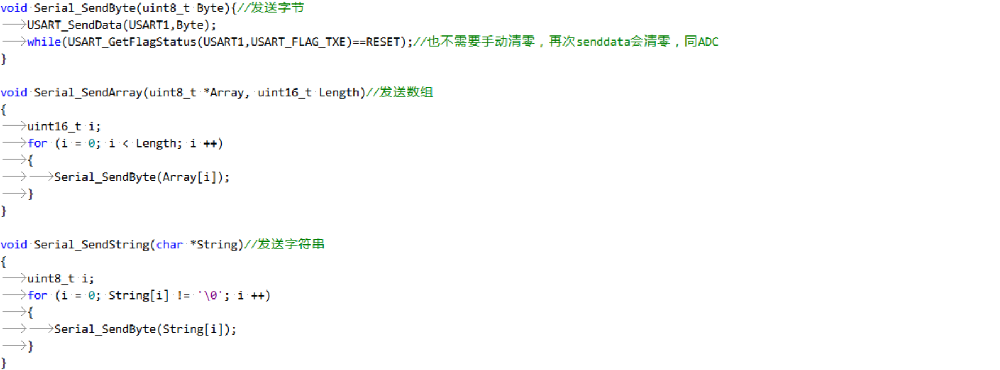 void Serial_SendByte(uint8_t Byte){//发送字节
	USART_SendData(USART1,Byte);
	while(USART_GetFlagStatus(USART1,USART_FLAG_TXE)==RESET);//也不需要手动清零，再次senddata会清零，同ADC
}

void Serial_SendArray(uint8_t *Array, uint16_t Length)//发送数组
{
	uint16_t i;
	for (i = 0; i < Length; i ++)
	{
		Serial_SendByte(Array[i]);
	}
}

void Serial_SendString(char *String)//发送字符串
{
	uint8_t i;
	for (i = 0; String[i] != '\0'; i ++)
	{
		Serial_SendByte(String[i]);
	}
}